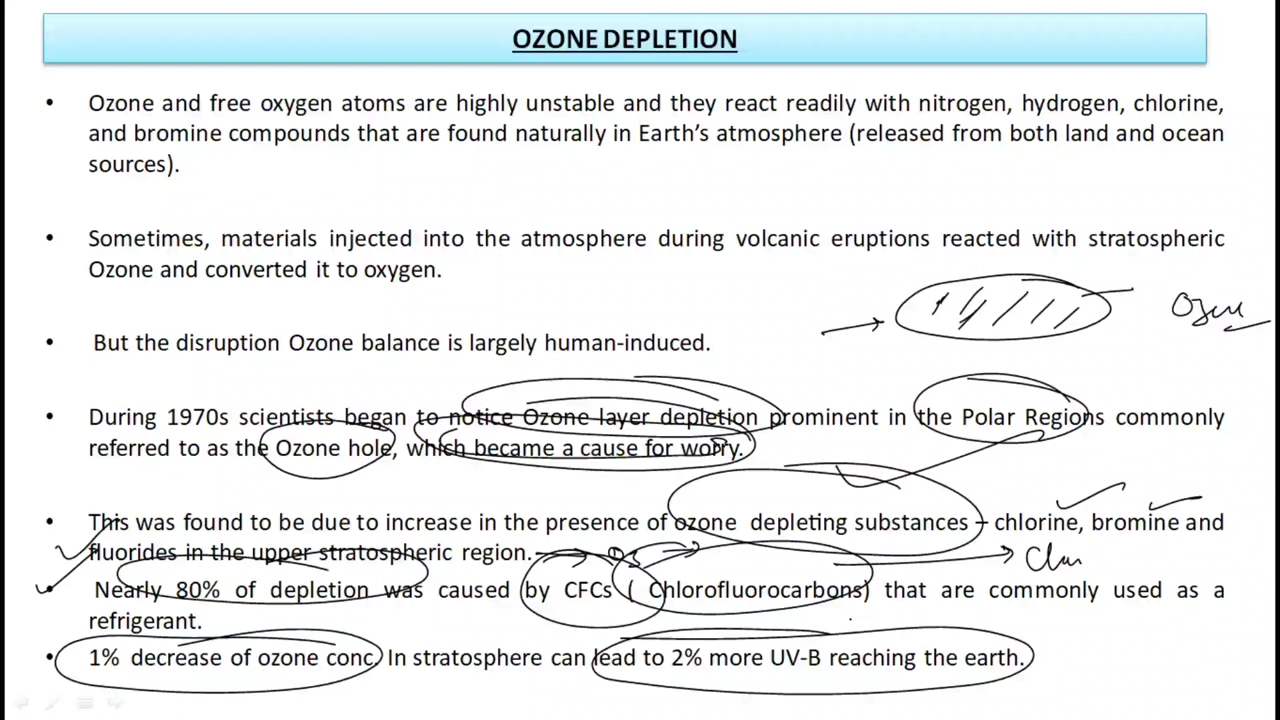 OZONE DEPLETION
• Ozone and free oxygen atoms are highly unstable and they react readily with nitrogen, hydrogen, chlorine,
and bromine compounds that are found naturally in Earth's atmosphere (released from both land and ocean
sources).
• Sometimes, materials injected into the atmosphere during volcanic eruptions reacted with stratospheric
Ozone and converted it to oxygen.
Ozone
• But the disruption Ozone balance is largely human-induced.
• During 1970s scientists began to notice Ozone layer depletion prominent in the Polar Regions commonly
referred to as the Ozone hole, which became a cause for worry.
• This was found to be due to increase in the presence of ozone depleting substances – chlorine, bromine and
fluorides in the upper stratospheric region.
• Nearly 80% of depletion was caused by CFCs ( Chlorofluorocarbons) that are commonly used as a
refrigerant.
• 1% decrease of ozone conc. In stratosphere can lead to 2% more UV-B reaching the earth.